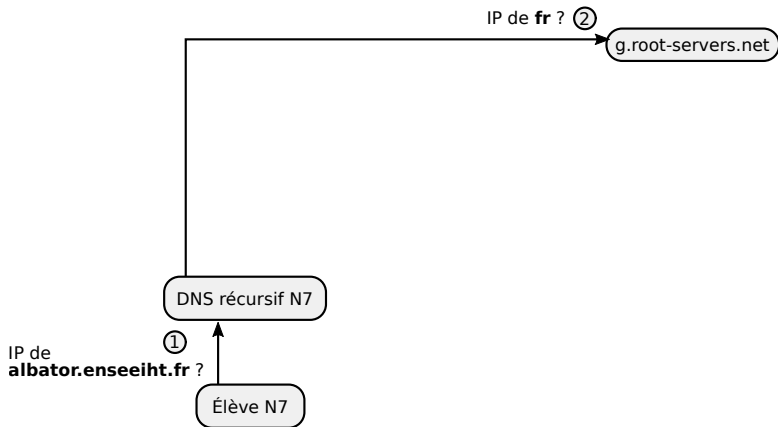 IP de fr ? 2
g.root-servers.net
DNS récursif N7
1
IP de
albator.enseeiht.fr ?
Élève N7